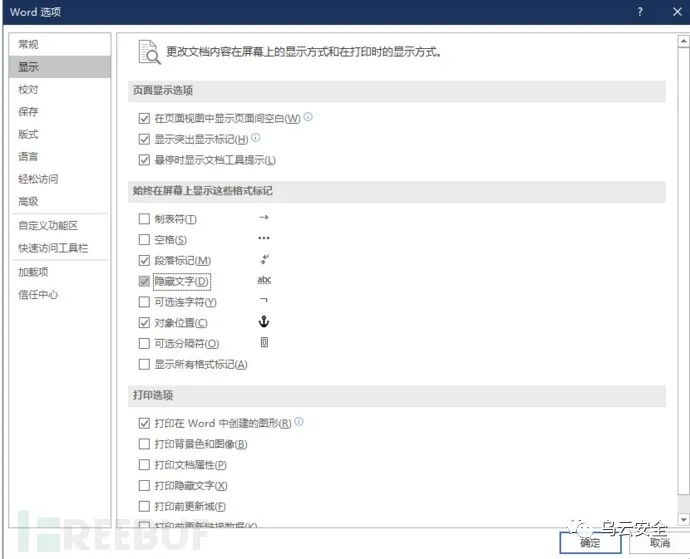 Word 选项
? ×
常规
显示
校对
保存
版式
语言
轻松访问
高级
自定义功能区
快速访问工具栏
加载项
信任中心
更改文档内容在屏幕上的显示方式和在打印时的显示方式。
页面显示选项
在页面视图中显示页面间空白(W)
显示突出显示标记(H)
悬停时显示文档工具提示(L)
始终在屏幕上显示这些格式标记
制表符(T)
空格(S)
段落标记(M)
隐藏文字(D) abc
可选连字符(Y)
对象位置(C)
可选分隔符(O)
显示所有格式标记(A)
打印选项
打印在 Word 中创建的图形(R)
打印背景色和图像(B)
打印文档属性(P)
打印隐藏文字(X)
打印前更新域(F)
打印前更新链接数据(K)
确定 取消
REEBUF
乌云安全